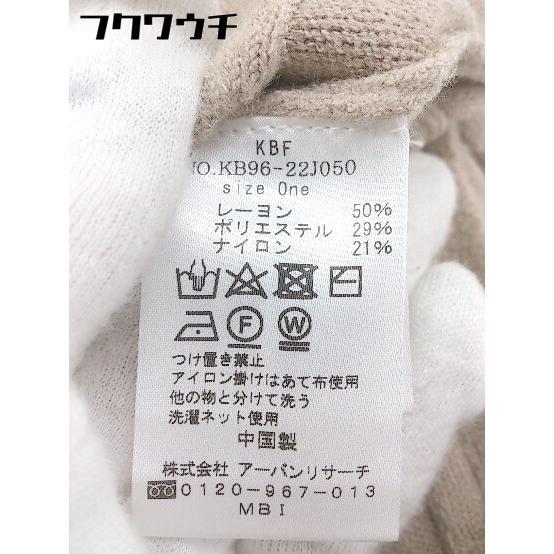 フクワウチ
KBF
NO.KB96-22J050
size One
レーヨン 50%
ポリエステル 29%
ナイロン 21%
つけ置き禁止
アイロン掛けはあて布使用
他の物と分けて洗う
洗濯ネット使用
中国製
株式会社 アーバンリサーチ
0120-967-013
MBI